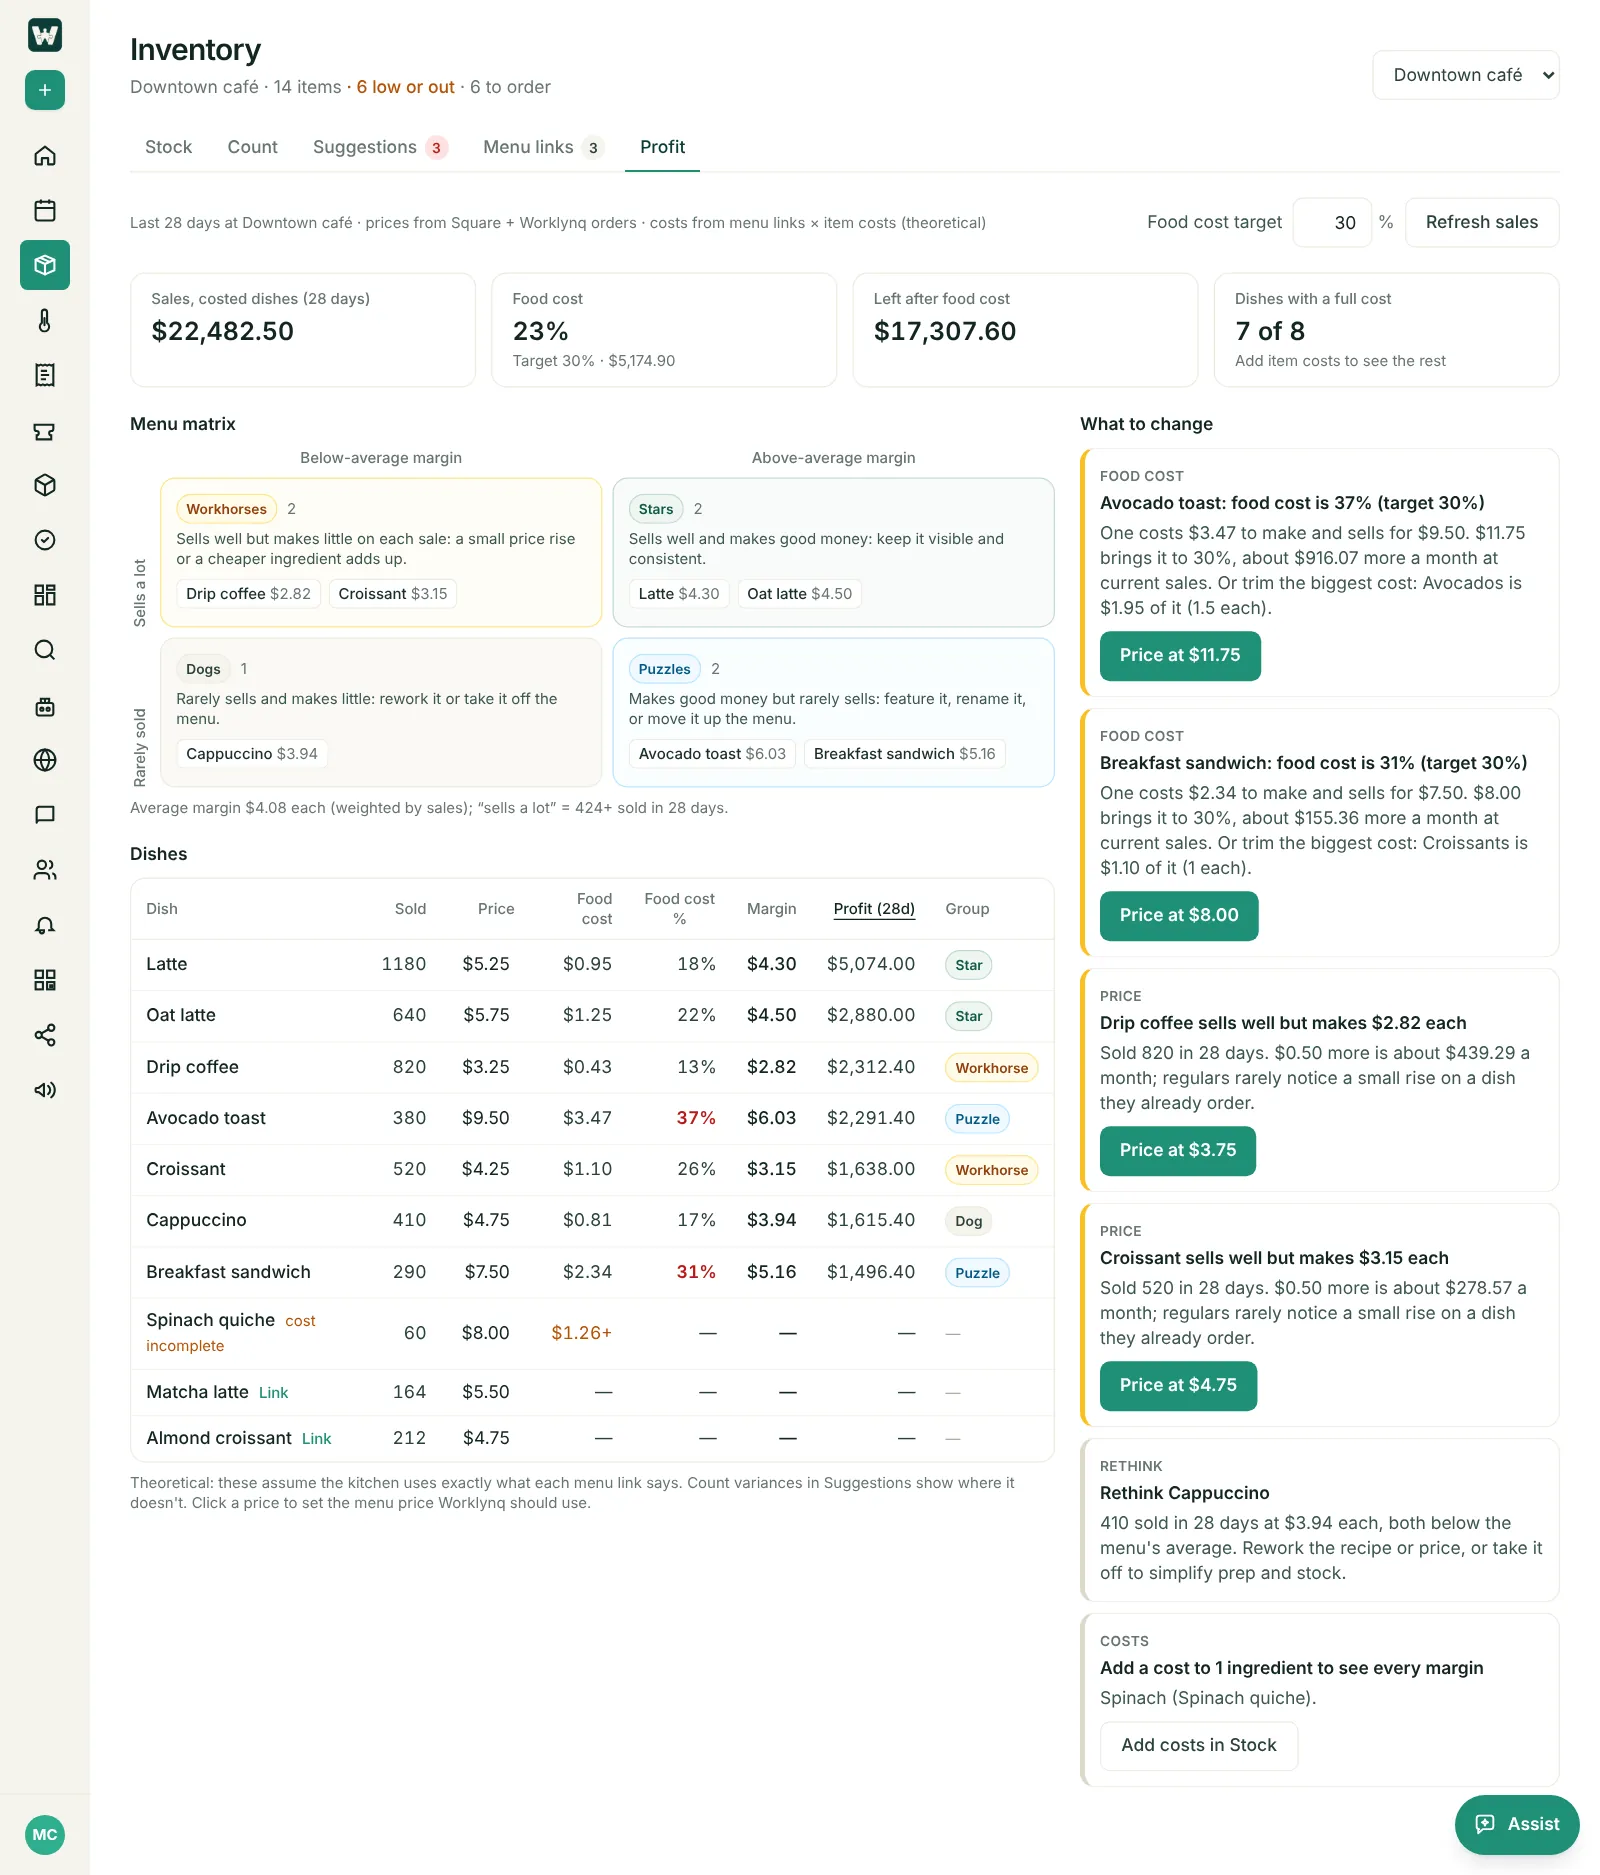 W
+
Inventory
Downtown café · 14 items · 6 low or out · 6 to order
Downtown café
Stock Count Suggestions 3 Menu links 3 Profit
Last 28 days at Downtown café · prices from Square + Worklynq orders · costs from menu links × item costs (theoretical)
Food cost target 30 % Refresh sales
Sales, costed dishes (28 days)
$22,482.50
Food cost
23%
Target 30% · $5,174.90
Left after food cost
$17,307.60
Dishes with a full cost
7 of 8
Add item costs to see the rest
Menu matrix
Below-average margin Above-average margin
Sells a lot
Workhorses 2
Sells well but makes little on each sale: a small price rise
or a cheaper ingredient adds up.
Drip coffee $2.82 Croissant $3.15
Stars 2
Sells well and makes good money: keep it visible and
consistent.
Latte $4.30 Oat latte $4.50
Rarely sold
Dogs 1
Rarely sells and makes little: rework it or take it off the
menu.
Cappuccino $3.94
Puzzles 2
Makes good money but rarely sells: feature it, rename it,
or move it up the menu.
Avocado toast $6.03 Breakfast sandwich $5.16
Average margin $4.08 each (weighted by sales); “sells a lot” = 424+ sold in 28 days.
Dishes
Dish Sold Price Food cost Food cost % Margin Profit (28d) Group
Latte 1180 $5.25 $0.95 18% $4.30 $5,074.00 Star
Oat latte 640 $5.75 $1.25 22% $4.50 $2,880.00 Star
Drip coffee 820 $3.25 $0.43 13% $2.82 $2,312.40 Workhorse
Avocado toast 380 $9.50 $3.47 37% $6.03 $2,291.40 Puzzle
Croissant 520 $4.25 $1.10 26% $3.15 $1,638.00 Workhorse
Cappuccino 410 $4.75 $0.81 17% $3.94 $1,615.40 Dog
Breakfast sandwich 290 $7.50 $2.34 31% $5.16 $1,496.40 Puzzle
Spinach quiche cost incomplete 60 $8.00 $1.26+ — — — —
Matcha latte Link 164 $5.50 — — — — —
Almond croissant Link 212 $4.75 — — — — —
Theoretical: these assume the kitchen uses exactly what each menu link says. Count variances in Suggestions show where it
doesn't. Click a price to set the menu price Worklynq should use.
What to change
FOOD COST
Avocado toast: food cost is 37% (target 30%)
One costs $3.47 to make and sells for $9.50. $11.75
brings it to 30%, about $916.07 more a month at
current sales. Or trim the biggest cost: Avocados is
$1.95 of it (1.5 each).
Price at $11.75
FOOD COST
Breakfast sandwich: food cost is 31% (target 30%)
One costs $2.34 to make and sells for $7.50. $8.00
brings it to 30%, about $155.36 more a month at
current sales. Or trim the biggest cost: Croissants is
$1.10 of it (1 each).
Price at $8.00
PRICE
Drip coffee sells well but makes $2.82 each
Sold 820 in 28 days. $0.50 more is about $439.29 a
month; regulars rarely notice a small rise on a dish
they already order.
Price at $3.75
PRICE
Croissant sells well but makes $3.15 each
Sold 520 in 28 days. $0.50 more is about $278.57 a
month; regulars rarely notice a small rise on a dish
they already order.
Price at $4.75
RETHINK
Rethink Cappuccino
410 sold in 28 days at $3.94 each, both below the
menu's average. Rework the recipe or price, or take it
off to simplify prep and stock.
COSTS
Add a cost to 1 ingredient to see every margin
Spinach (Spinach quiche).
Add costs in Stock
MC
Assist